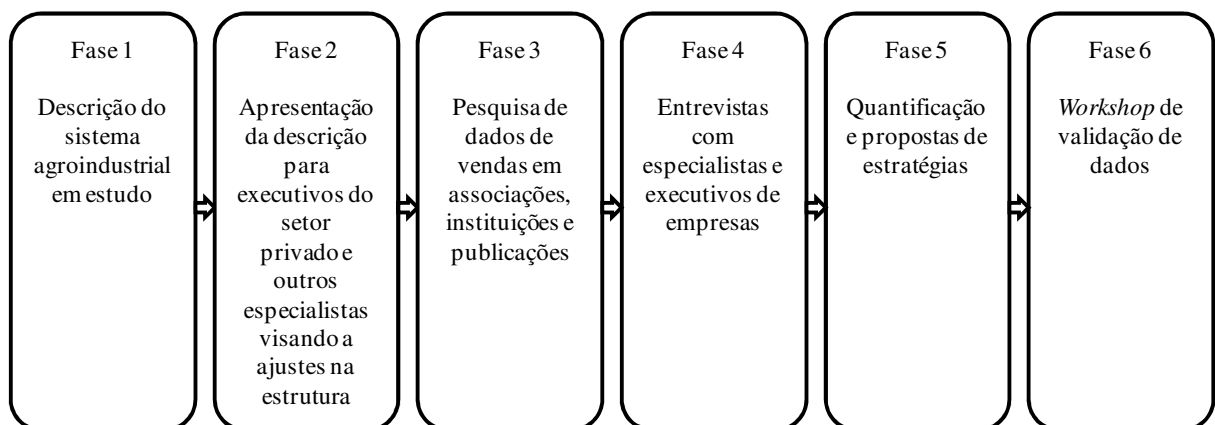 Fase 1
Descrição do
sistema
agroindustrial
em estudo
Fase 2
Apresentação
da descrição
para
executivos do
setor
privado e
outros
especialistas
visando a
ajustes na
estrutura
Fase 3
Pesquisa de
dados de
vendas em
associações,
instituições e
publicações
Fase 4
Entrevistas
com
especialistas e
executivos de
empresas
Fase 5
Quantificação
e propostas de
estratégias
Fase 6
Workshop de
validação de
dados